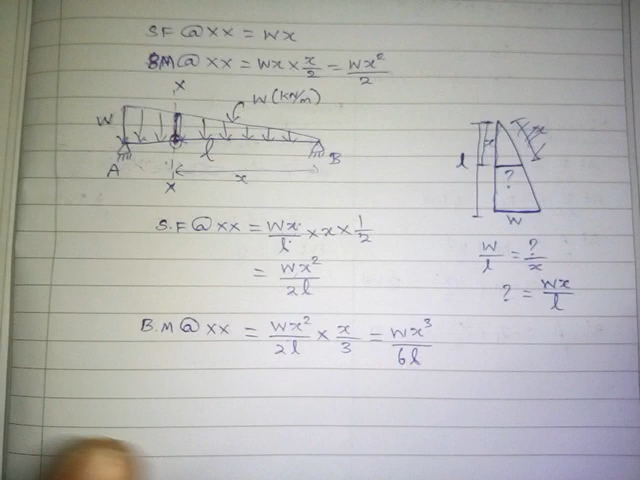 SF @ XX = Wx
BM @ XX = Wx × x/2 = Wx²/2
X
W (kN/m)
W
l
A
B
x
X
x
x
l
?
W
S.F @ XX = Wx/l × x × 1/2
= Wx²/2l
W/l = ?/x
? = Wx/l
B.M @ XX = Wx²/2l × x/3 = Wx³/6l